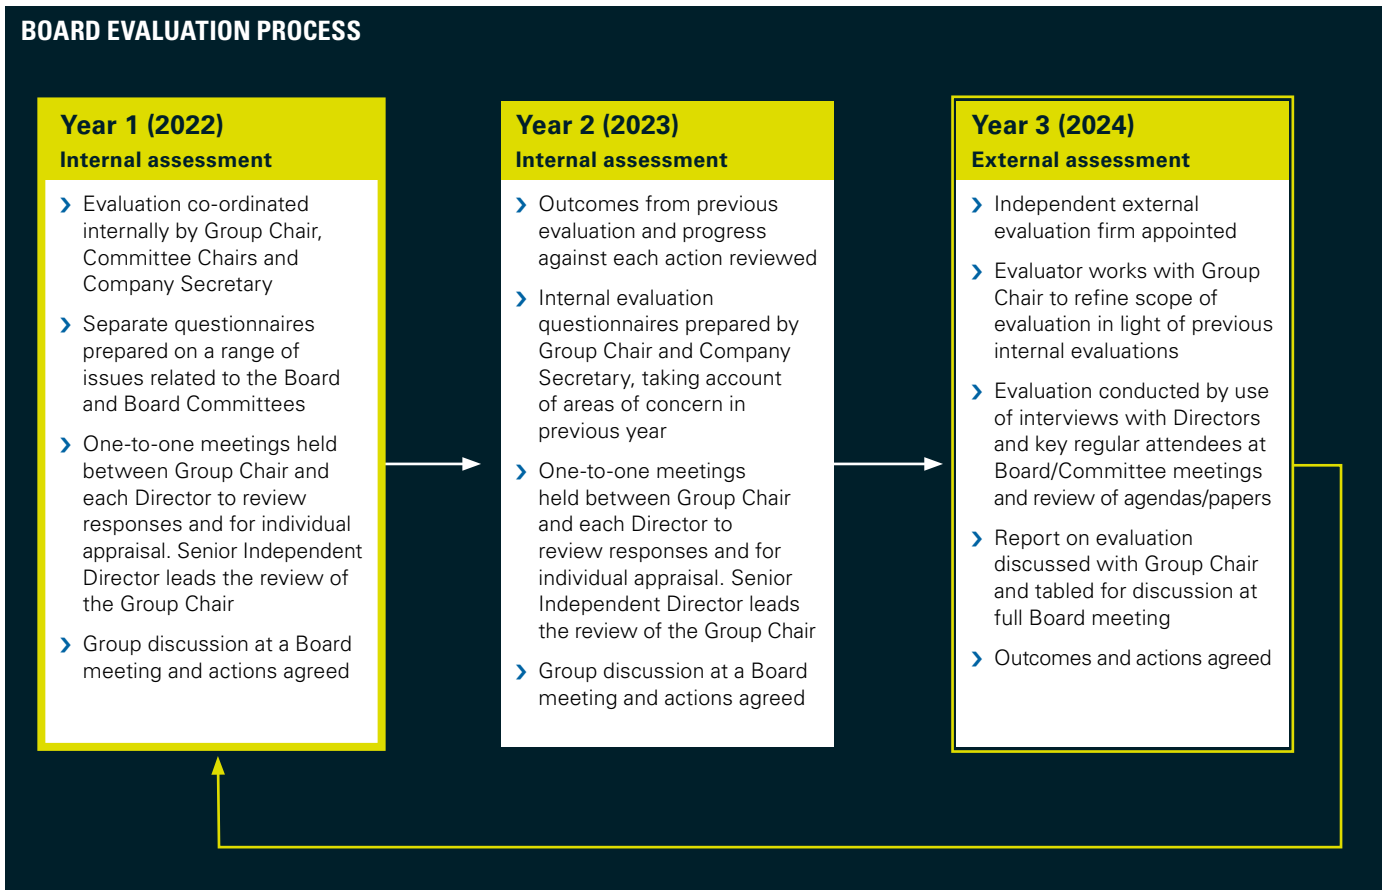 BOARD EVALUATION PROCESS
Year 1 (2022)
Internal assessment
› Evaluation co-ordinated
internally by Group Chair,
Committee Chairs and
Company Secretary
› Separate questionnaires
prepared on a range of
issues related to the Board
and Board Committees
› One-to-one meetings held
between Group Chair and
each Director to review
responses and for individual
appraisal. Senior Independent
Director leads the review of
the Group Chair
› Group discussion at a Board
meeting and actions agreed
Year 2 (2023)
Internal assessment
› Outcomes from previous
evaluation and progress
against each action reviewed
› Internal evaluation
questionnaires prepared by
Group Chair and Company
Secretary, taking account
of areas of concern in
previous year
› One-to-one meetings
held between Group Chair
and each Director to
review responses and for
individual appraisal. Senior
Independent Director leads
the review of the Group Chair
› Group discussion at a Board
meeting and actions agreed
Year 3 (2024)
External assessment
› Independent external
evaluation firm appointed
› Evaluator works with Group
Chair to refine scope of
evaluation in light of previous
internal evaluations
› Evaluation conducted by use
of interviews with Directors
and key regular attendees at
Board/Committee meetings
and review of agendas/papers
› Report on evaluation
discussed with Group Chair
and tabled for discussion at
full Board meeting
› Outcomes and actions agreed